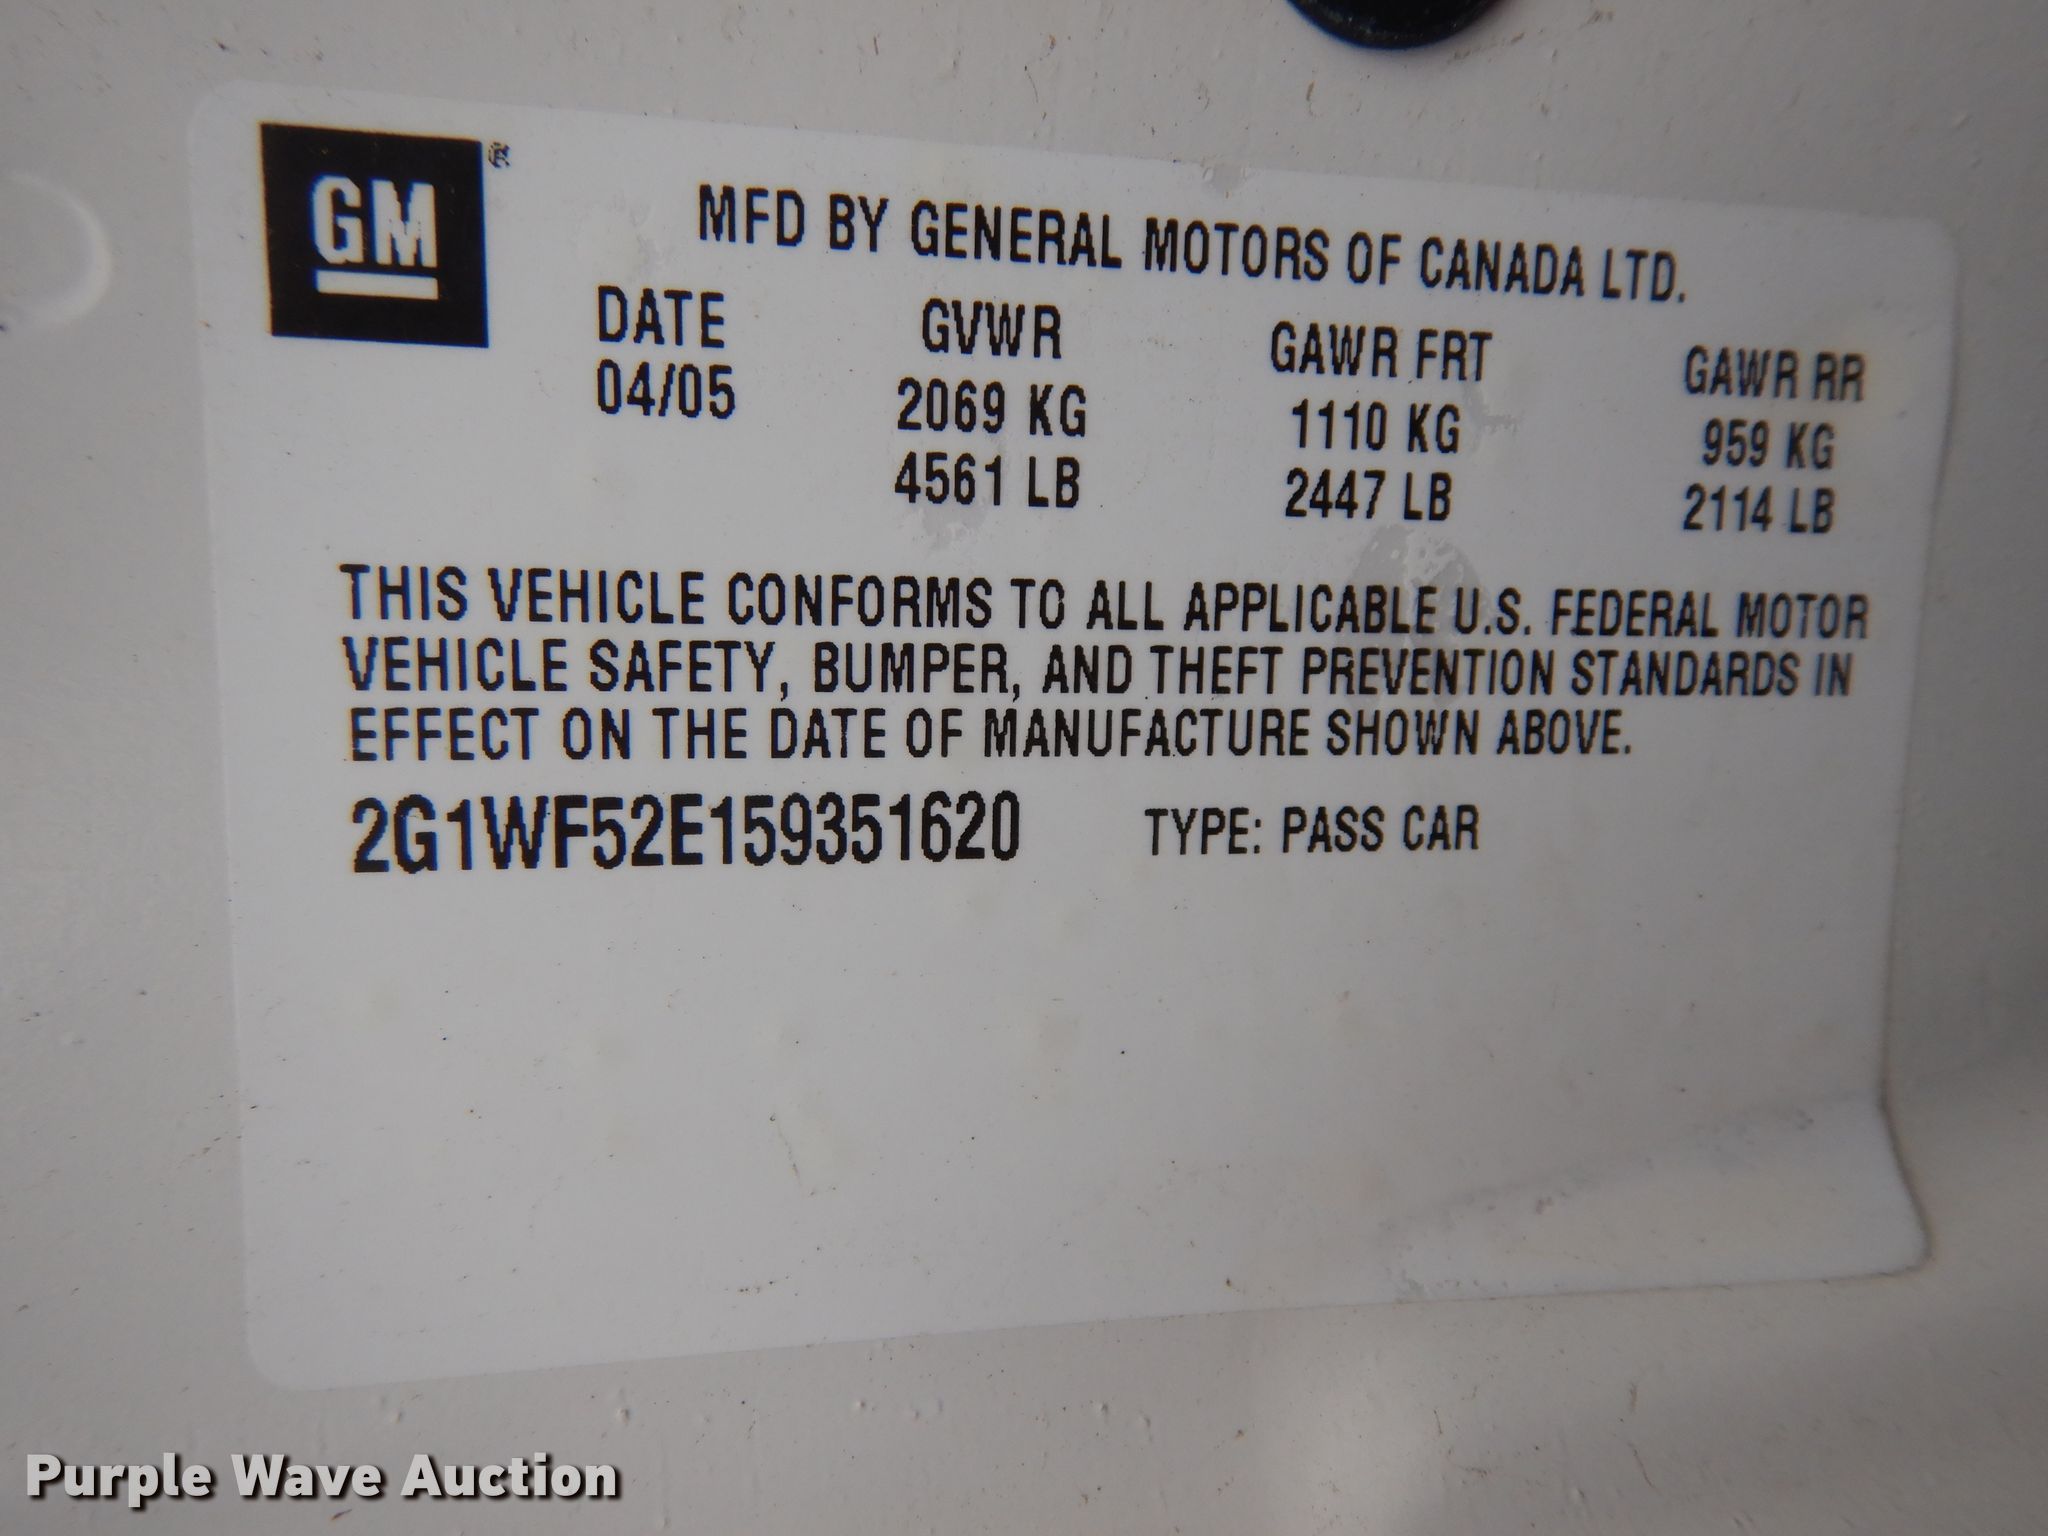 GM®
MFD BY GENERAL MOTORS OF CANADA LTD.
DATE GVWR GAWR FRT GAWR RR
04/05 2069 KG 1110 KG 959 KG
4561 LB 2447 LB 2114 LB
THIS VEHICLE CONFORMS TO ALL APPLICABLE U.S. FEDERAL MOTOR
VEHICLE SAFETY, BUMPER, AND THEFT PREVENTION STANDARDS IN
EFFECT ON THE DATE OF MANUFACTURE SHOWN ABOVE.
2G1WF52E159351620 TYPE: PASS CAR
Purple Wave Auction